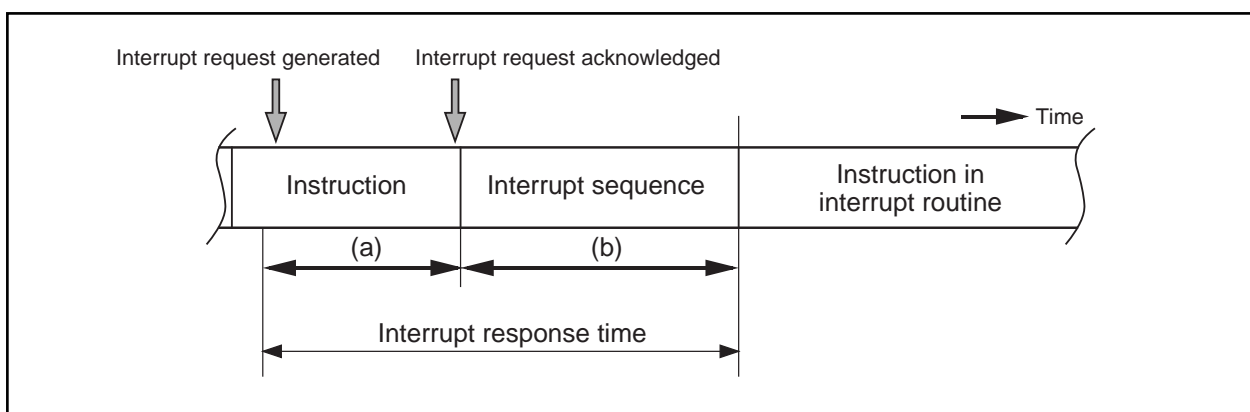 Interrupt request generated
Interrupt request acknowledged
Time
Instruction
Interrupt sequence
Instruction in
interrupt routine
(a)
(b)
Interrupt response time